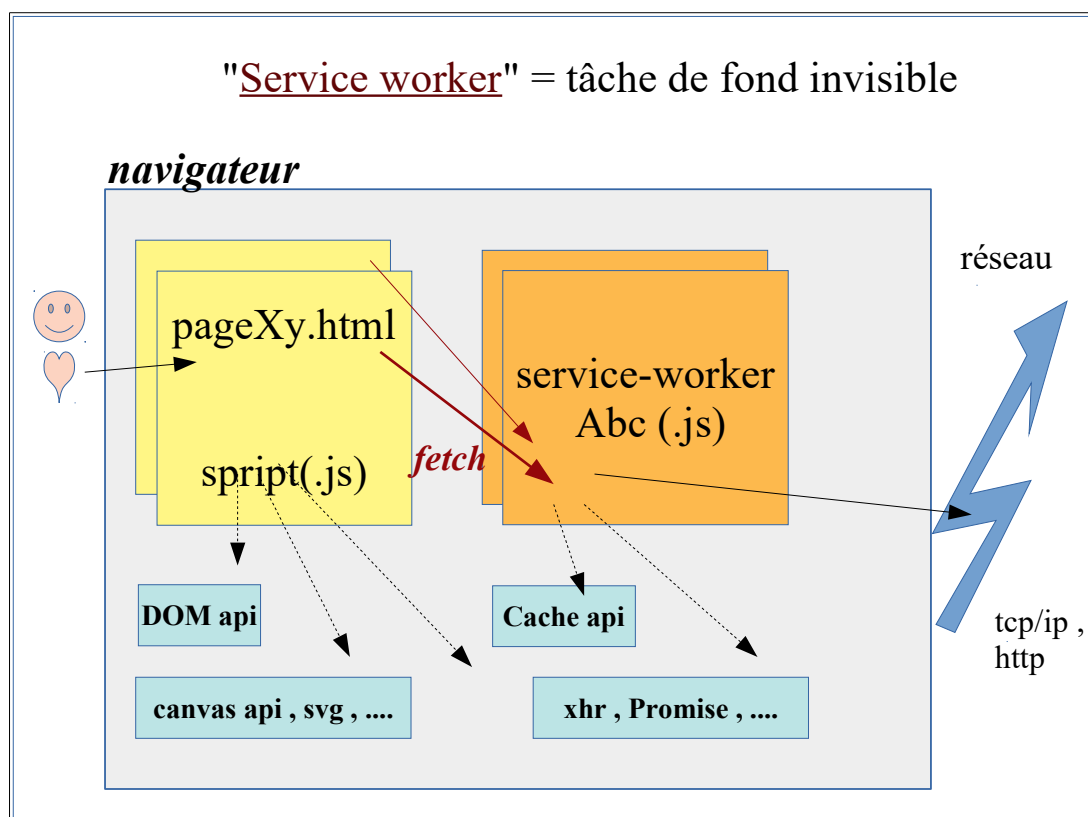 "Service worker" = tâche de fond invisible
navigateur
réseau
pageXy.html
service-worker
Abc (.js)
fetch
spript(.js)
DOM api
Cache api
tcp/ip ,
http
canvas api , svg , ....
xhr , Promise , ....